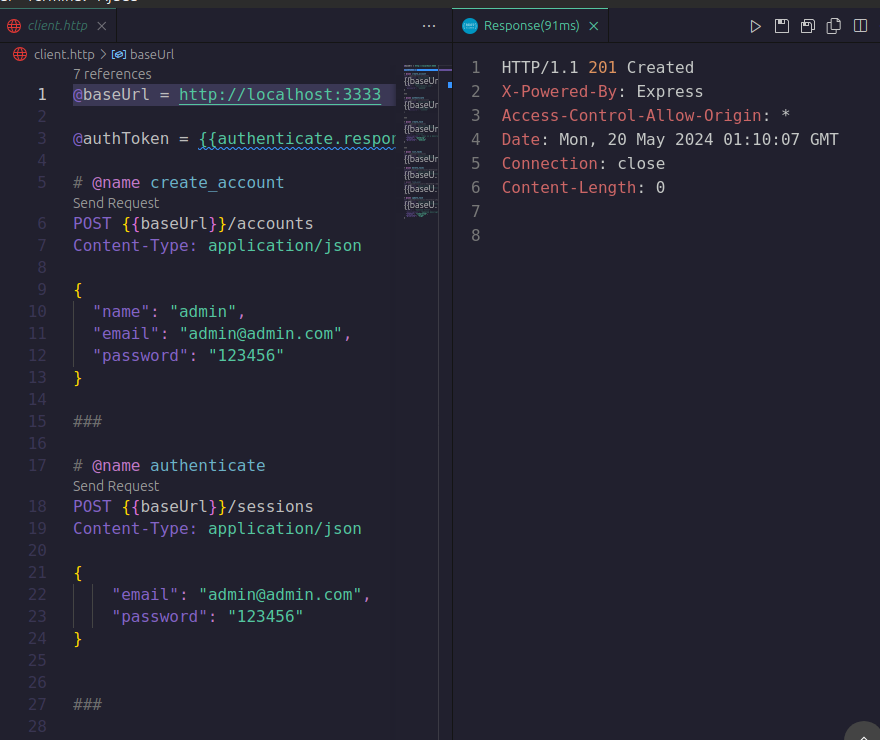 client.http
client.http > baseUrl
7 references
1 @baseUrl = http://localhost:3333
2
3 @authToken = {{authenticate.respon
4
5 # @name create_account
Send Request
6 POST {{baseUrl}}/accounts
7 Content-Type: application/json
8
9 {
10 "name": "admin",
11 "email": "admin@admin.com",
12 "password": "123456"
13 }
14
15 ###
16
17 # @name authenticate
Send Request
18 POST {{baseUrl}}/sessions
19 Content-Type: application/json
20
21 {
22 "email": "admin@admin.com",
23 "password": "123456"
24 }
25
26
27 ###
28
Response(91ms)
1 HTTP/1.1 201 Created
2 X-Powered-By: Express
3 Access-Control-Allow-Origin: *
4 Date: Mon, 20 May 2024 01:10:07 GMT
5 Connection: close
6 Content-Length: 0
7
8